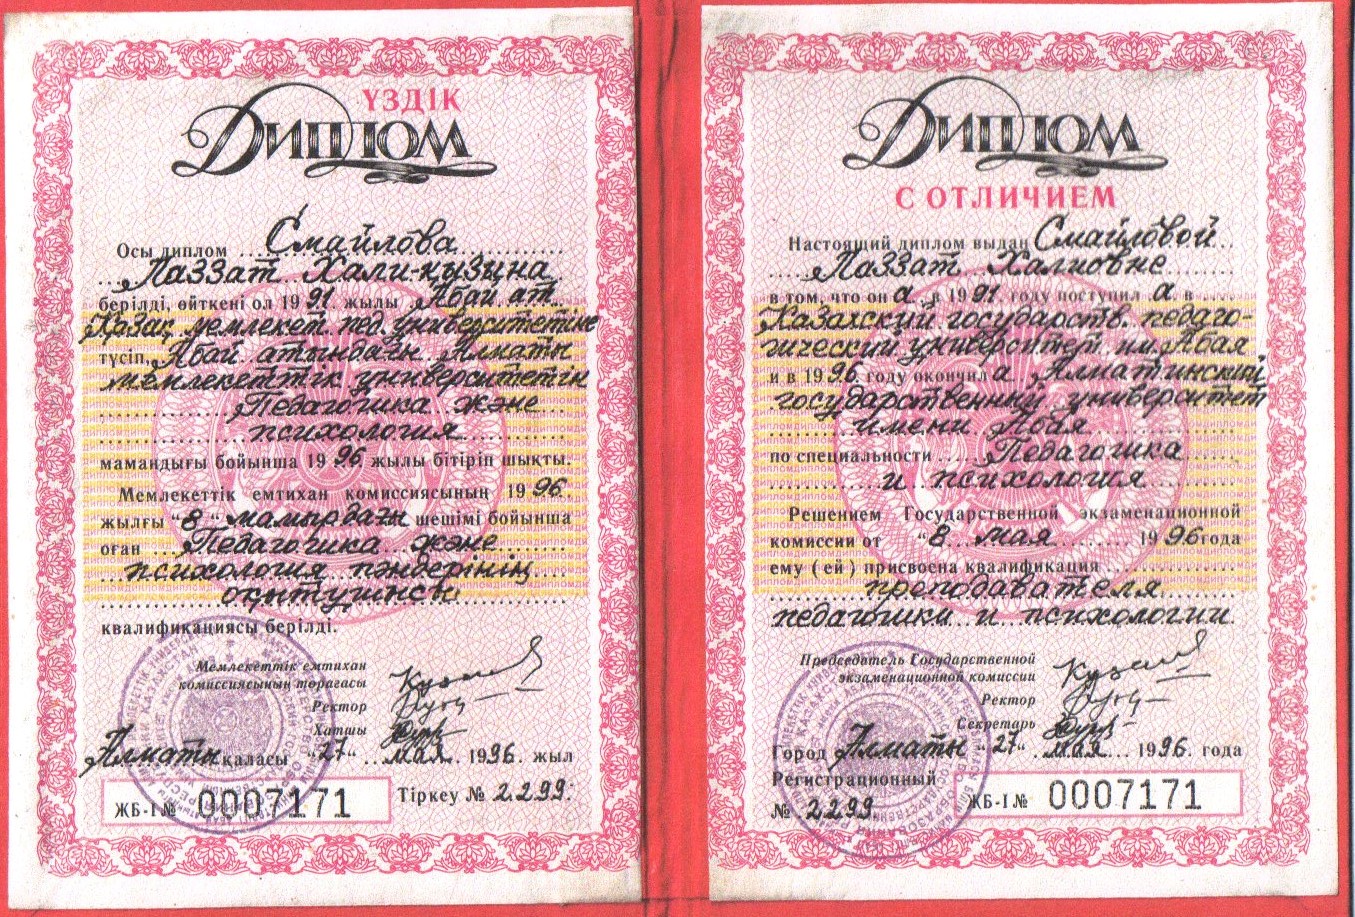 ҮЗДІК
ДИПЛОМ
Осы диплом Смайлова
Ләззат Хали-қызына
берілді, өйткені ол 1991 жылы Абай ат.
Қазақ мемлекет. пед. университетіне
түсіп, Абай атындағы Алматы
мемлекеттік университетін
Педагогика және
психология
мамандығы бойынша 1996 жылы бітіріп шықты.
Мемлекеттік емтихан комиссиясының 1996
жылғы "8" мамырдағы шешімі бойынша
оған Педагогика және
психология пәндерінің
оқытушысы
квалификациясы берілді.
Мемлекеттік емтихан
комиссиясының төрағасы
Ректор
Хатшы
Алматы қаласы "27" мая 1996 жыл
ЖБ-I № 0007171 Тіркеу № 2299.
ДИПЛОМ
С ОТЛИЧИЕМ
Настоящий диплом выдан Смайловой
Ләззат Халиовне
в том, что он а в 1991 году поступил а в
Казахский государств. педаго-
гический университет им Абая
и в 1996 году окончил а Алматинский
государственный университет
имени Абая
по специальности Педагогика
и психология
Решением Государственной экзаменационной
комиссии от "8 мая 1996 года
ему (ей) присвоена квалификация
преподавателя
педагогики и психологии
Председатель Государственной
экзаменационной комиссии
Ректор
Секретарь
Город Алматы "27" мая 1996 года
Регистрационный
№ 2299 ЖБ-I № 0007171